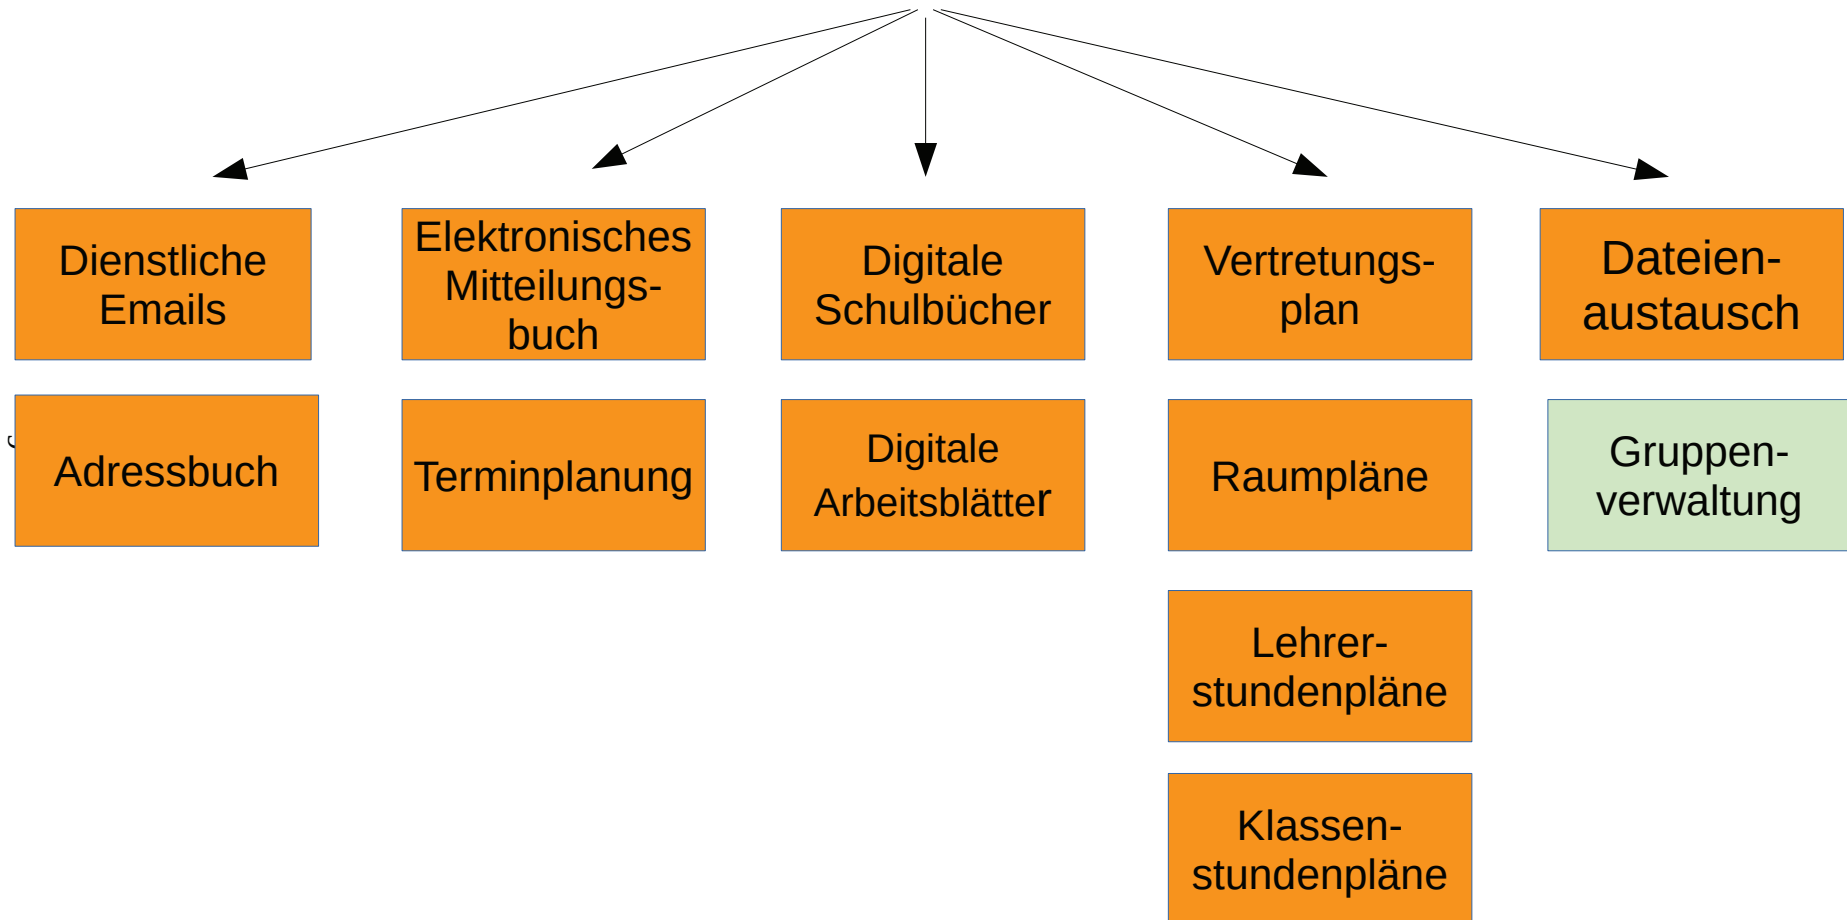 Dienstliche
Emails
Elektronisches
Mitteilungs-
buch
Digitale
Schulbücher
Vertretungs-
plan
Dateien-
austausch
Adressbuch
Terminplanung
Digitale
Arbeitsblätter
Raumpläne
Gruppen-
verwaltung
Lehrer-
stundenpläne
Klassen-
stundenpläne